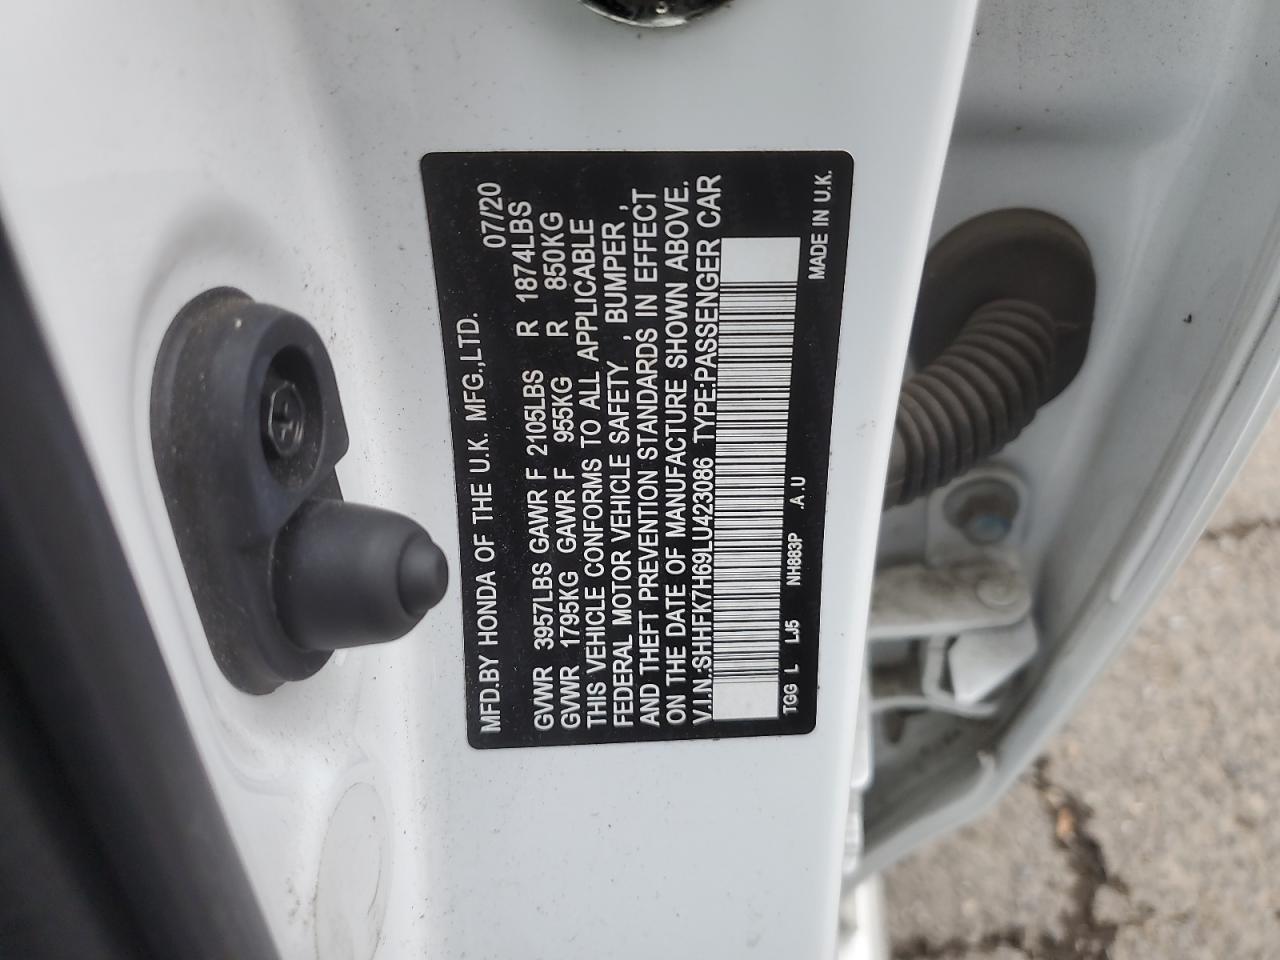 MFD.BY HONDA OF THE U.K. MFG.,LTD. 07/20
GVWR 3957LBS GAWR F 2105LBS R 1874LBS
GVWR 1795KG GAWR F 955KG R 850KG
THIS VEHICLE CONFORMS TO ALL APPLICABLE
FEDERAL MOTOR VEHICLE SAFETY , BUMPER ,
AND THEFT PREVENTION STANDARDS IN EFFECT
ON THE DATE OF MANUFACTURE SHOWN ABOVE.
V.I.N.:SHHFK7H69LU423086 TYPE:PASSENGER CAR
TGG L LJ5 NH883P .A .U MADE IN U.K.